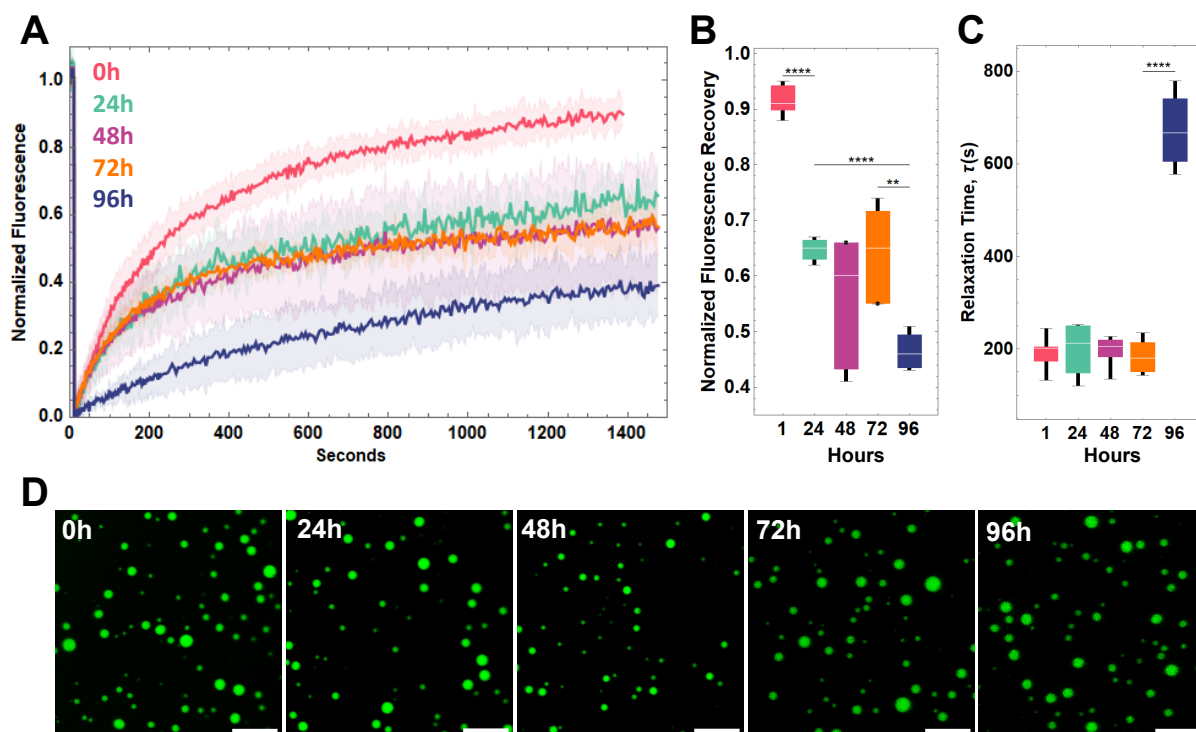 A
Normalized Fluorescence
1.0
0.8
0.6
0.4
0.2
0.0
0h
24h
48h
72h
96h
0 200 400 600 800 1000 1200 1400
Seconds
B
Normalized Fluorescence Recovery
1.0
0.9
0.8
0.7
0.6
0.5
0.4
****
****
**
1 24 48 72 96
Hours
C
Relaxation Time, τ(s)
800
600
400
200
****
1 24 48 72 96
Hours
D
0h
24h
48h
72h
96h